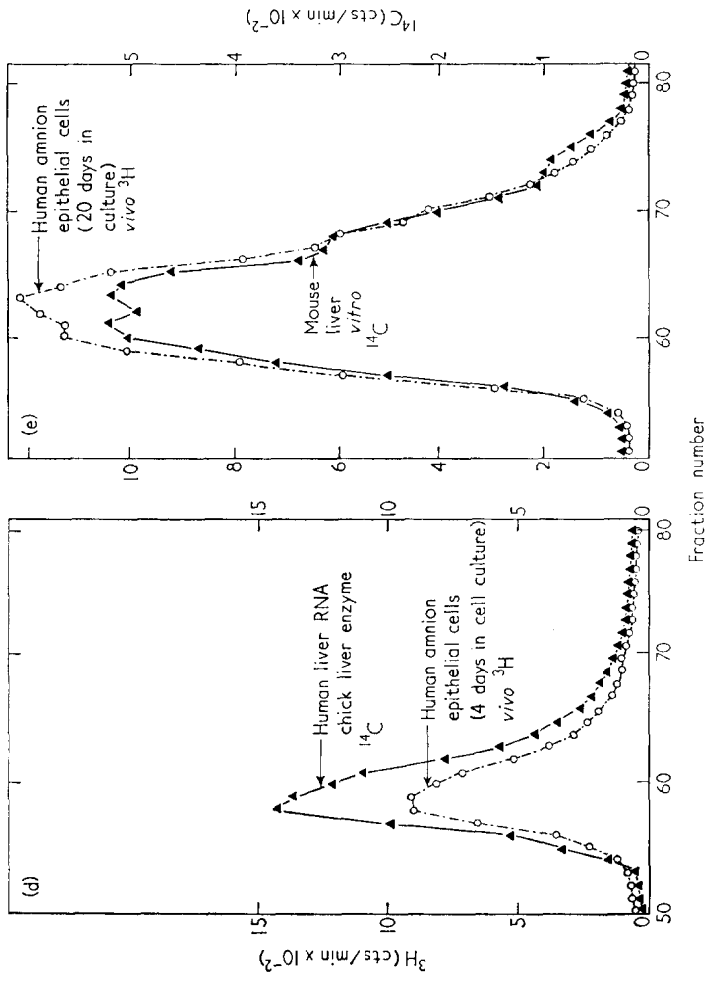 (d)
³H (cts/min x 10⁻²)
15
10
5
0
Human liver RNA
chick liver enzyme
¹⁴C
Human amnion
epithelial cells
(4 days in cell culture)
vivo ³H
50
60
70
80
0
(e)
10
8
6
4
2
0
Human amnion
epithelial cells
(20 days in
culture)
vivo ³H
Mouse
liver
vitro
¹⁴C
60
70
80
5
4
3
2
1
0
¹⁴C (cts/min x 10⁻²)
Fraction number